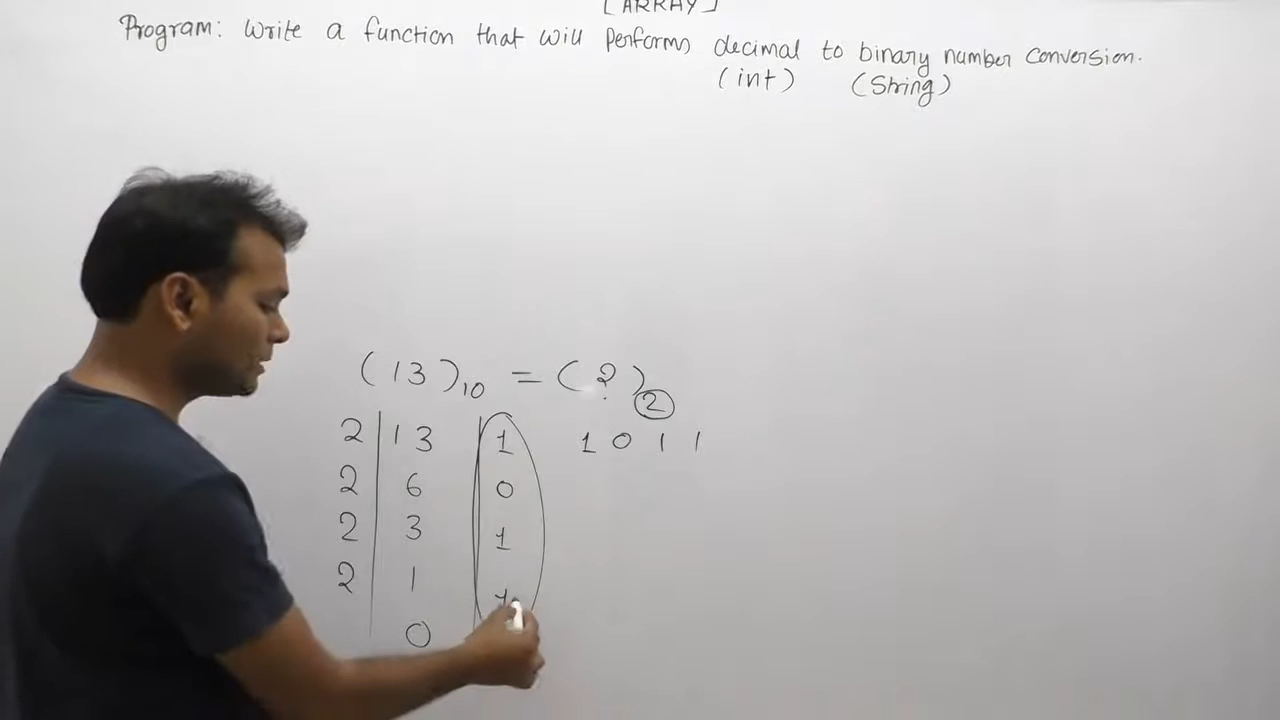 [ARRAY]
Program: Write a function that will performs decimal to binary number conversion.
(int) (String)
(13)10 = (?)2
2 13 1 1 0 1 1
2 6 0
2 3 1
2 1 1
0